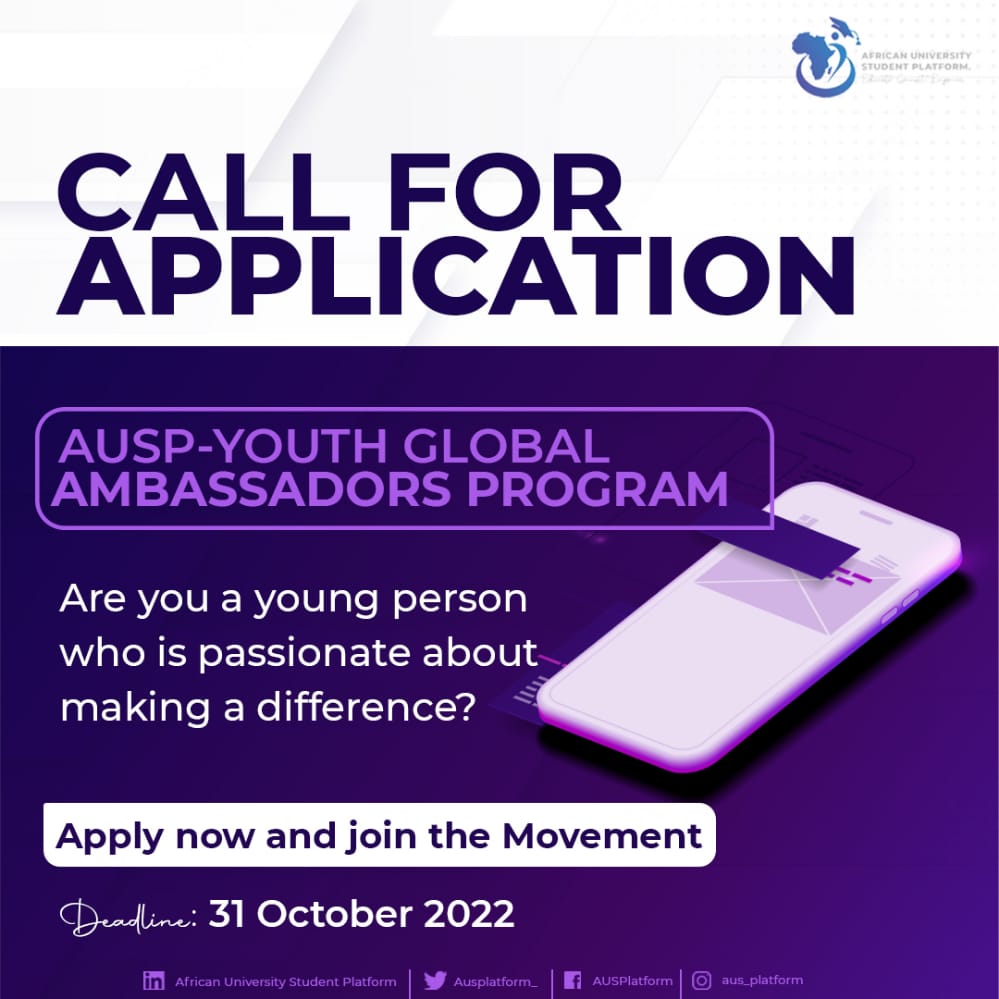 AFRICAN UNIVERSITY
STUDENT PLATFORM.
CALL FOR
APPLICATION
AUSP-YOUTH GLOBAL
AMBASSADORS PROGRAM
Are you a young person
who is passionate about
making a difference?
Apply now and join the Movement
Deadline: 31 October 2022
African University Student Platform
Ausplatform_
AUSPlatform
aus_platform